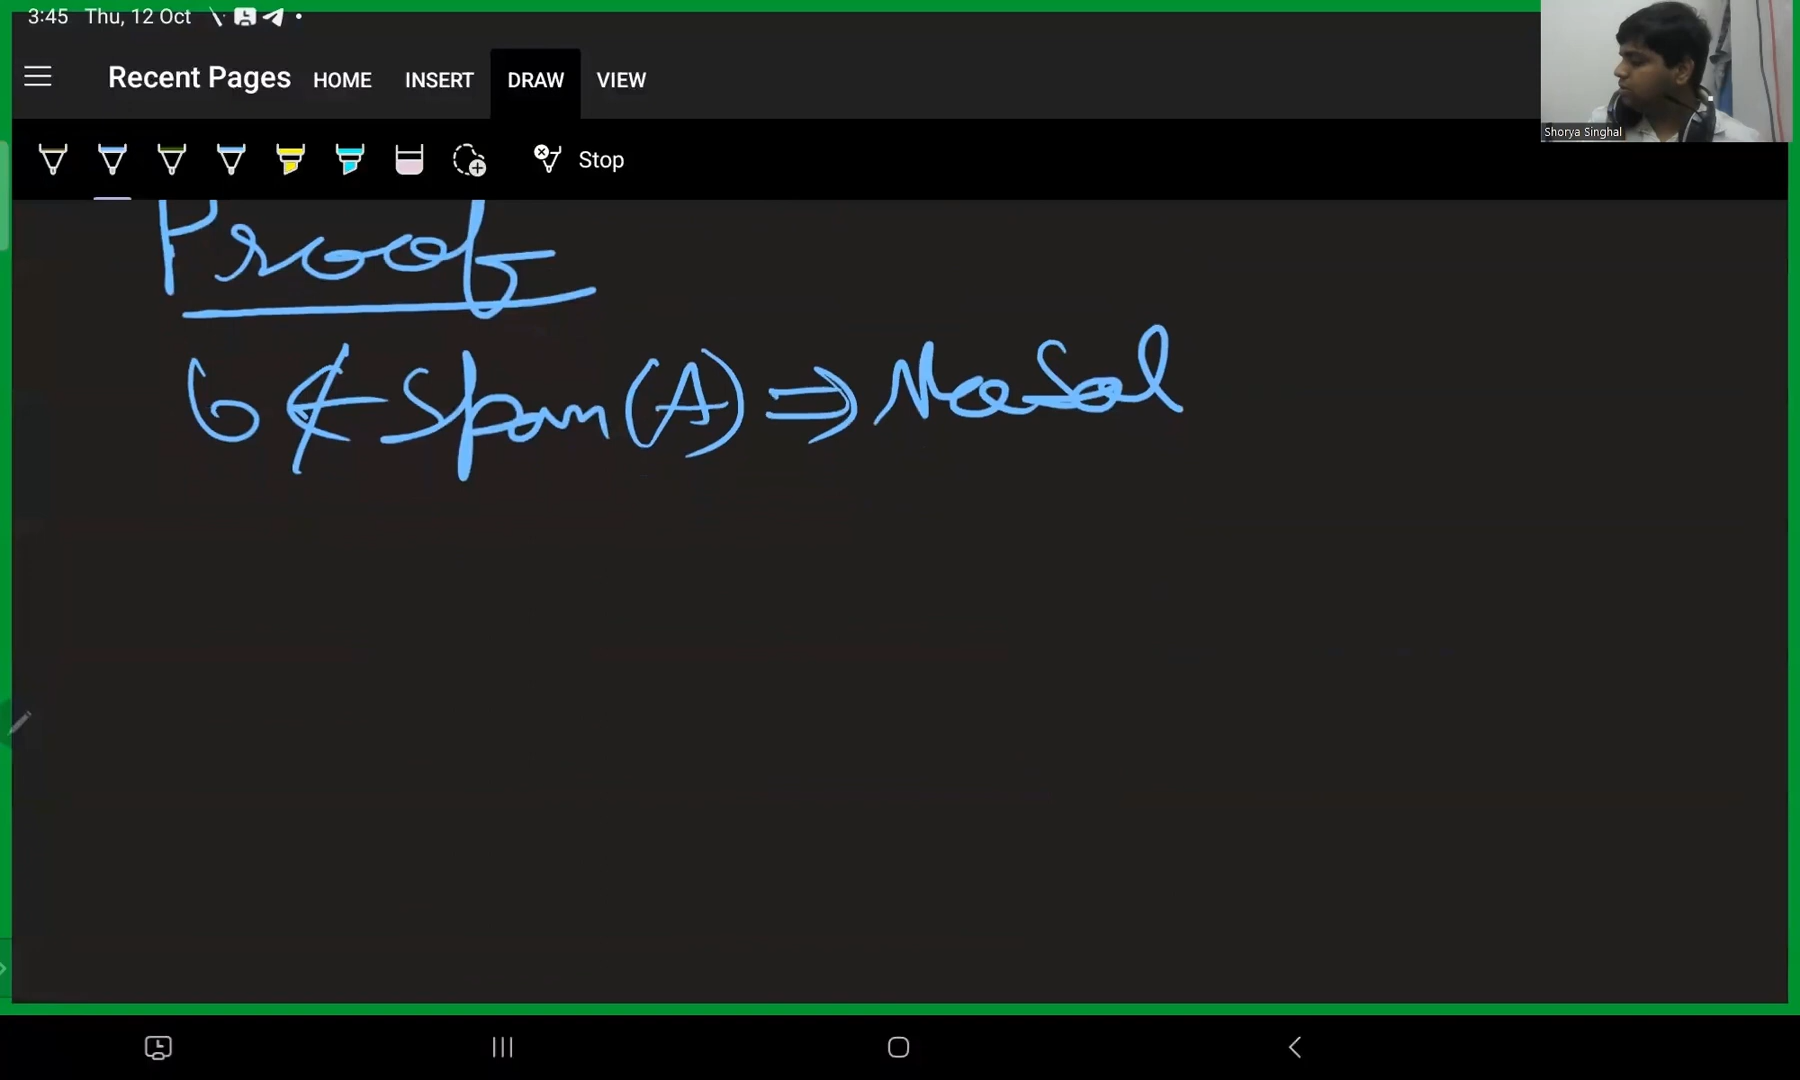 3:45 Thu, 12 Oct
Recent Pages HOME INSERT DRAW VIEW
Shorya Singhal
Stop
Proof
b ∉ Span (A) ⇒ No Sol